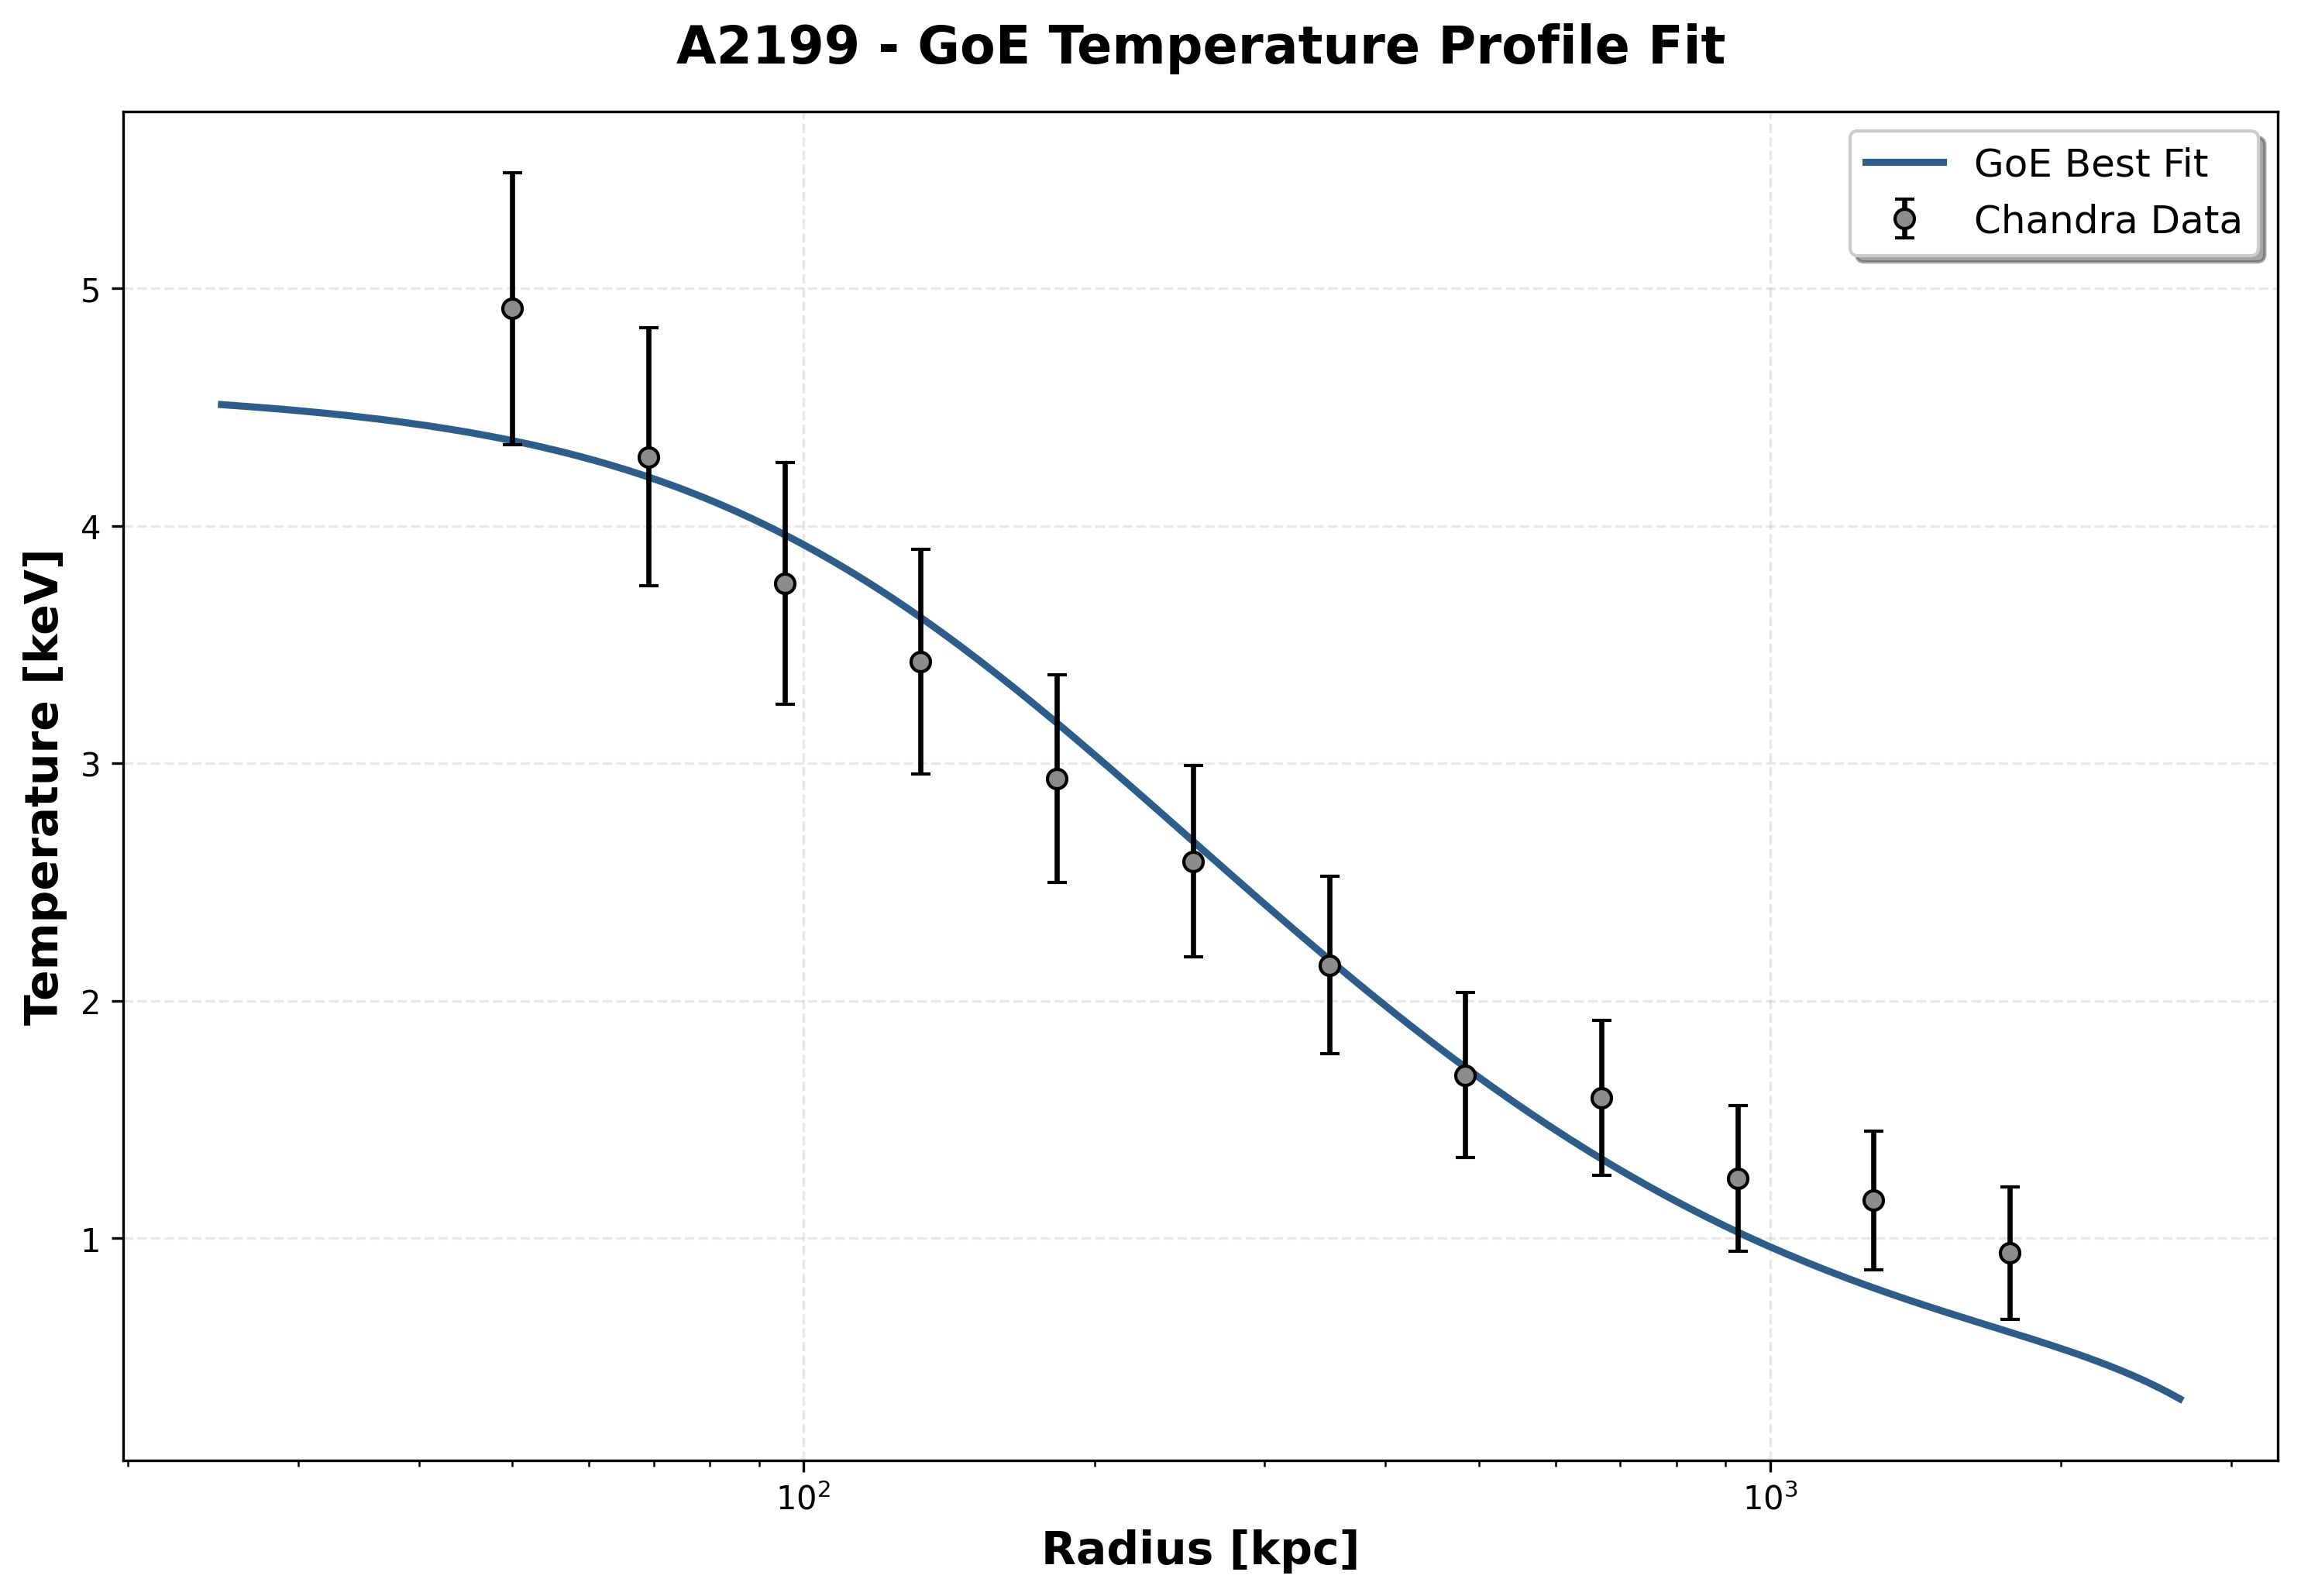 A2199 - GoE Temperature Profile Fit
GoE Best Fit
Chandra Data
Temperature [keV]
5
4
3
2
1
10²
10³
Radius [kpc]